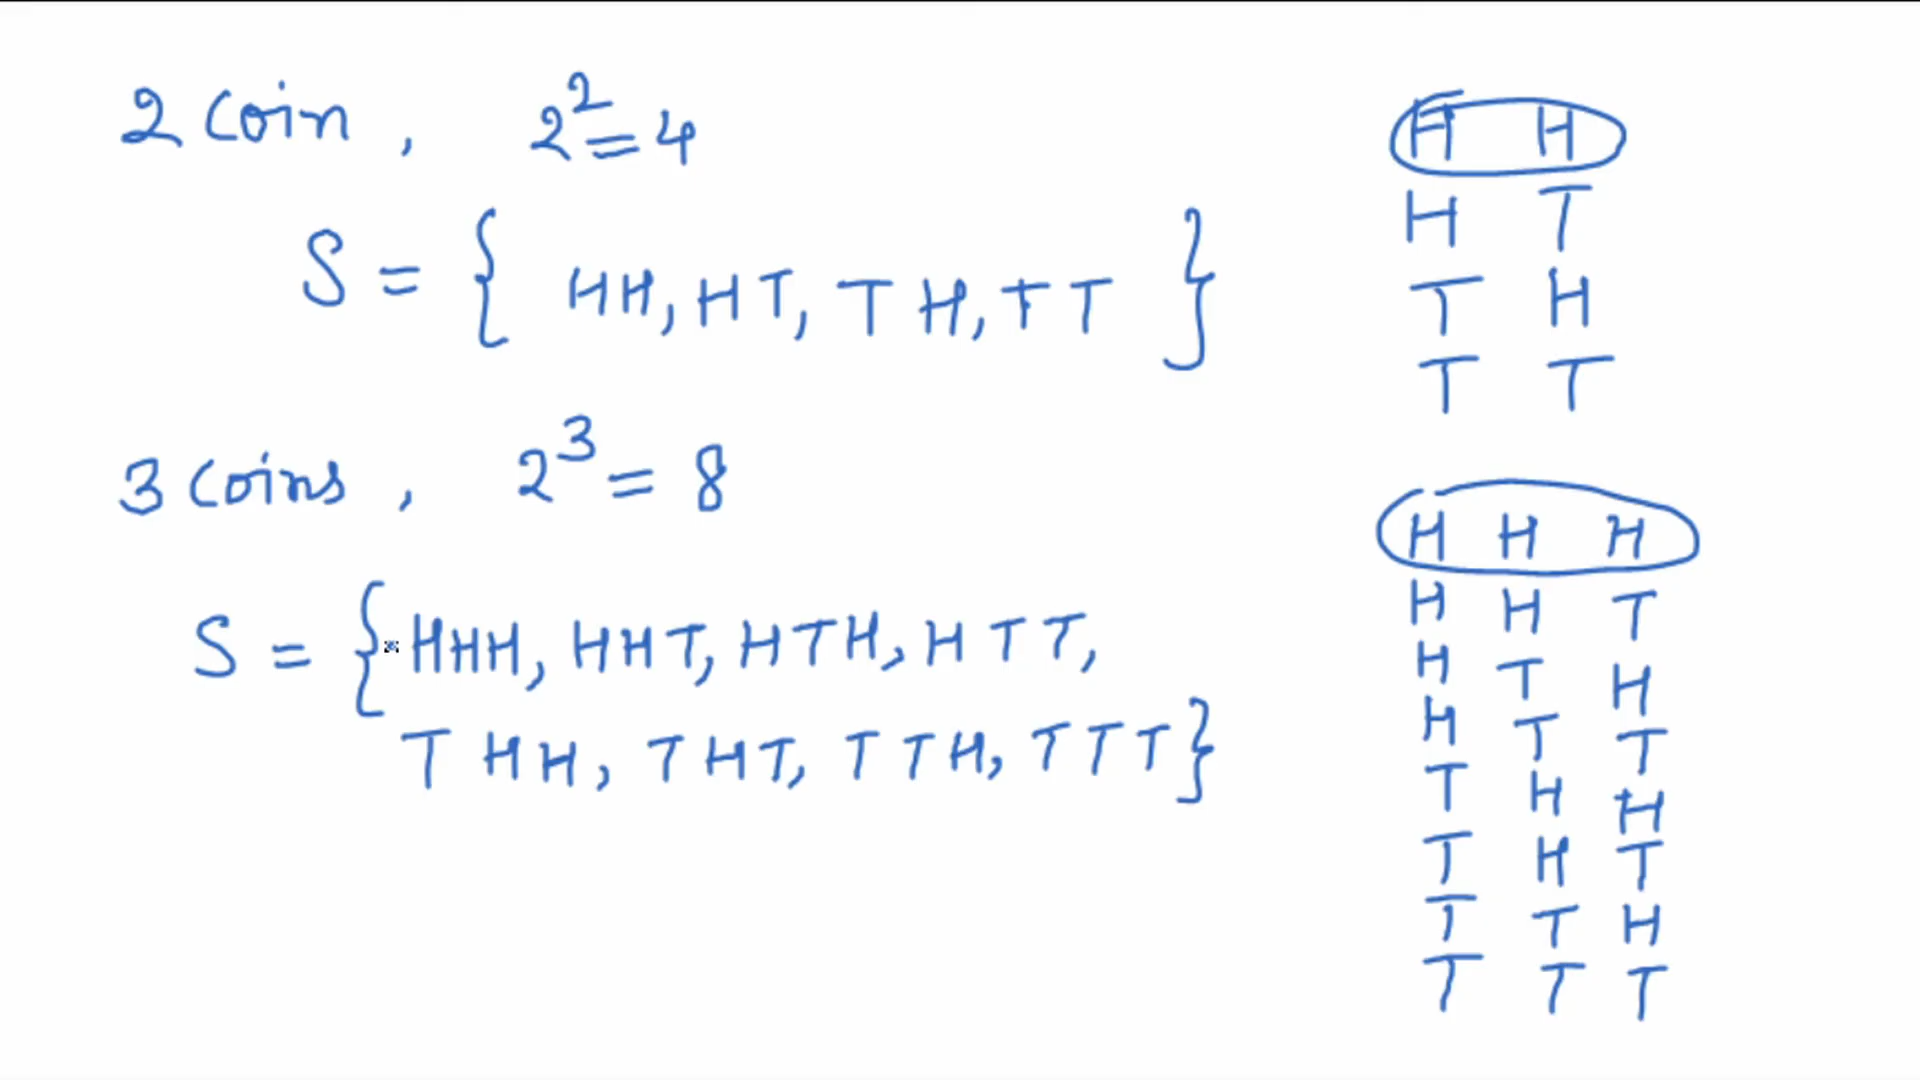 2 coin, 2² = 4
S = { HH, HT, TH, TT }
3 coins, 2³ = 8
S = { HHH, HHT, HTH, HTT,
THH, THT, TTH, TTT }
H H
H T
T H
T T
H H H
H H T
H T H
H T T
T H H
T H T
T T H
T T T